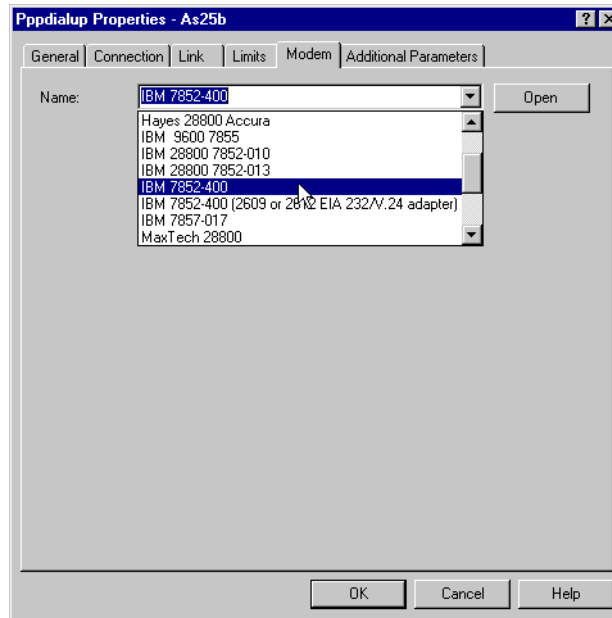 Pppdialup Properties - As25b
General Connection Link Limits Modem Additional Parameters
Name: IBM 7852-400 Open
Hayes 28800 Accura
IBM 9600 7855
IBM 28800 7852-010
IBM 28800 7852-013
IBM 7852-400
IBM 7852-400 (2609 or 2612 EIA 232/V.24 adapter)
IBM 7857-017
MaxTech 28800
OK Cancel Help